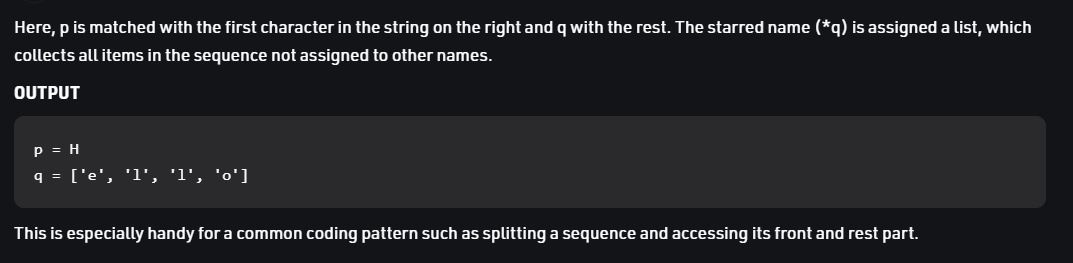 Here, p is matched with the first character in the string on the right and q with the rest. The starred name (*q) is assigned a list, which
collects all items in the sequence not assigned to other names.
OUTPUT
p = H
q = ['e', 'l', 'l', 'o']
This is especially handy for a common coding pattern such as splitting a sequence and accessing its front and rest part.